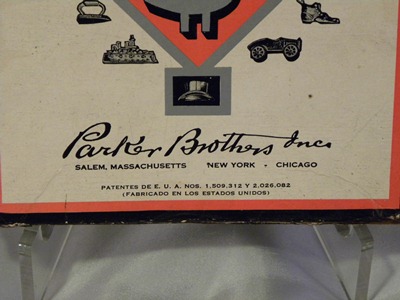 Parker Brothers Inc.
SALEM, MASSACHUSETTS NEW YORK • CHICAGO
PATENTES DE E. U. A. NOS. 1,509,312 Y 2,026,082
(FABRICADO EN LOS ESTADOS UNIDOS)